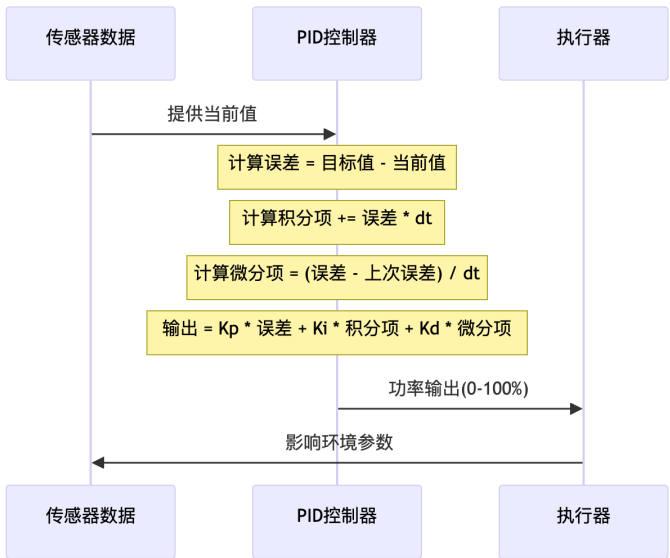 传感器数据
PID控制器
执行器
提供当前值
计算误差 = 目标值 - 当前值
计算积分项 += 误差 * dt
计算微分项 = (误差 - 上次误差) / dt
输出 = Kp * 误差 + Ki * 积分项 + Kd * 微分项
功率输出(0-100%)
影响环境参数
传感器数据
PID控制器
执行器